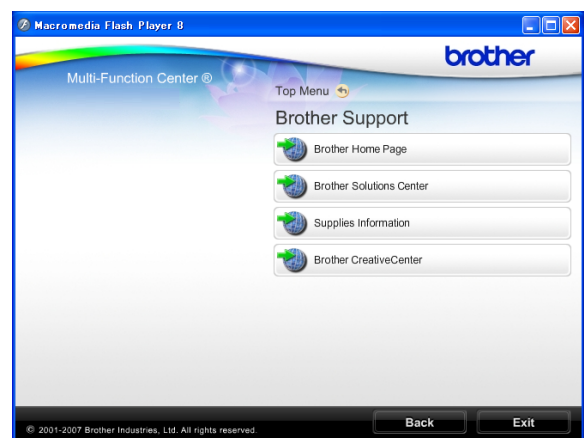 Macromedia Flash Player 8
brother
Multi-Function Center ®
Top Menu
Brother Support
Brother Home Page
Brother Solutions Center
Supplies Information
Brother CreativeCenter
© 2001-2007 Brother Industries, Ltd. All rights reserved.
Back
Exit